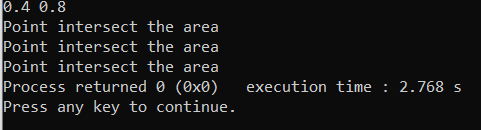 0.4 0.8
Point intersect the area
Point intersect the area
Point intersect the area
Process returned 0 (0x0)   execution time : 2.768 s
Press any key to continue.